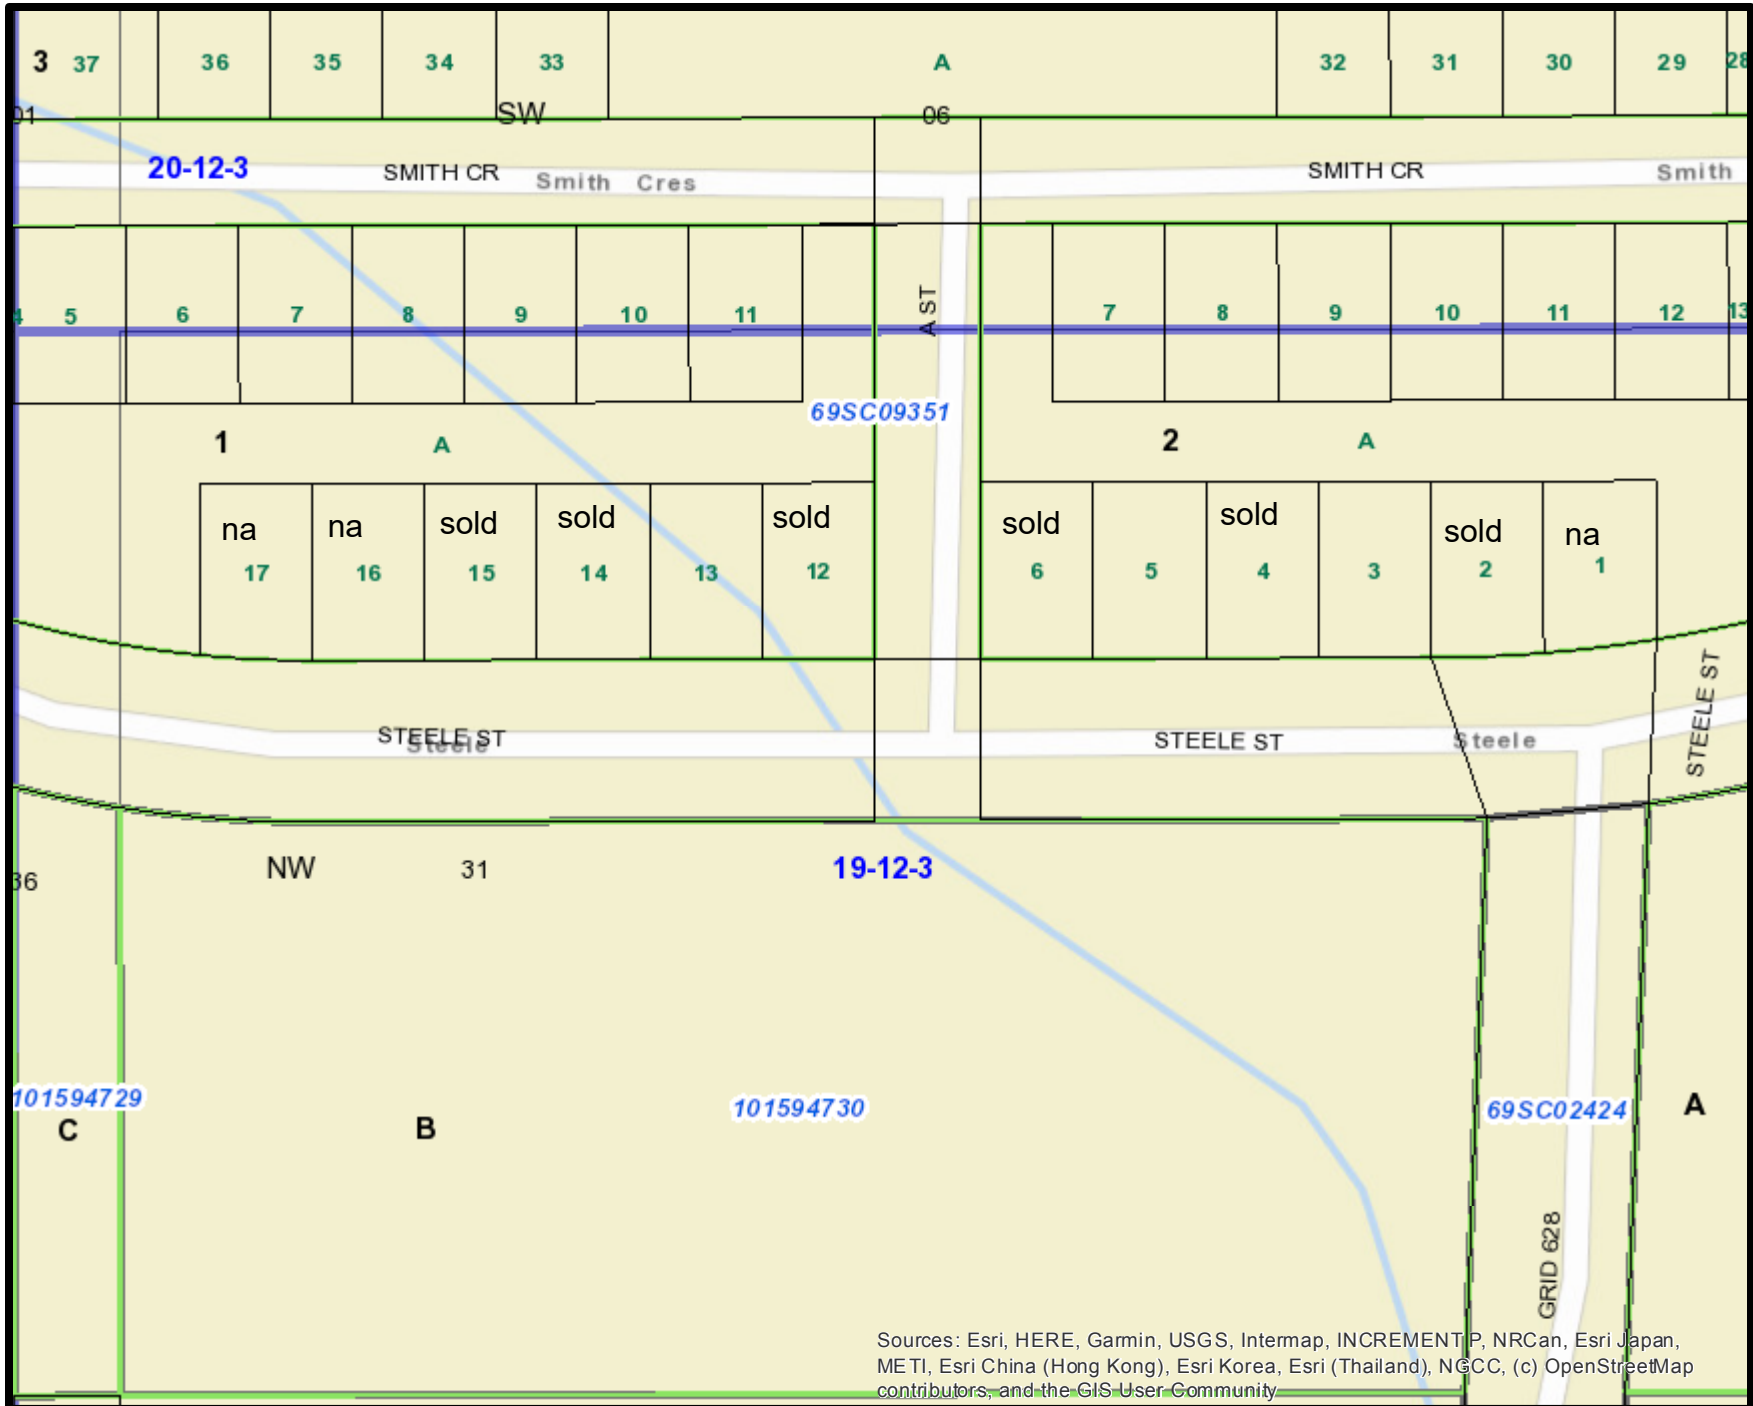 3 37 36 35 34 33 A 32 31 30 29 28
01 SW 06
20-12-3 SMITH CR Smith Cres SMITH CR Smith
A ST
4 5 6 7 8 9 10 11 7 8 9 10 11 12 13
69SC09351
1 A 2 A
na na sold sold sold sold sold sold na
17 16 15 14 13 12 6 5 4 3 2 1
STEELE ST
Steele
STEELE ST Steele
STEELE ST
NW 31 19-12-3
36
101594729 101594730 69SC02424
C B A
GRID 628
Sources: Esri, HERE, Garmin, USGS, Intermap, INCREMENT P, NRCan, Esri Japan,
METI, Esri China (Hong Kong), Esri Korea, Esri (Thailand), NGCC, (c) OpenStreetMap
contributors, and the GIS User Community